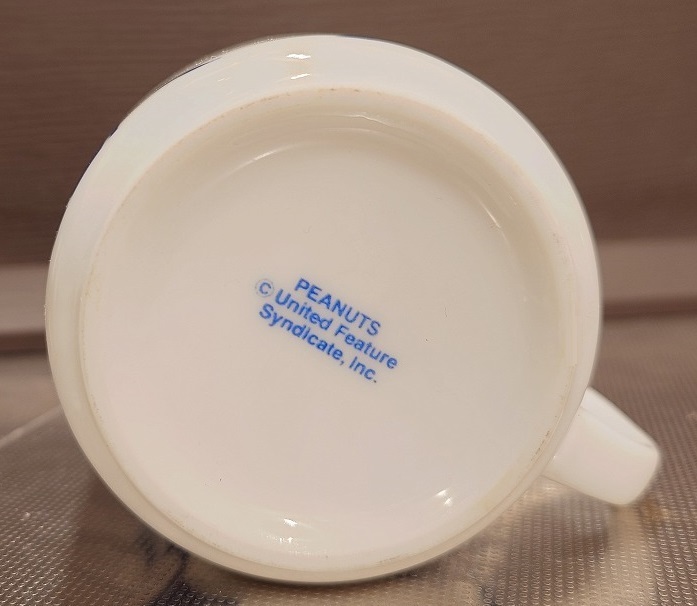 PEANUTS
© United Feature
Syndicate, Inc.